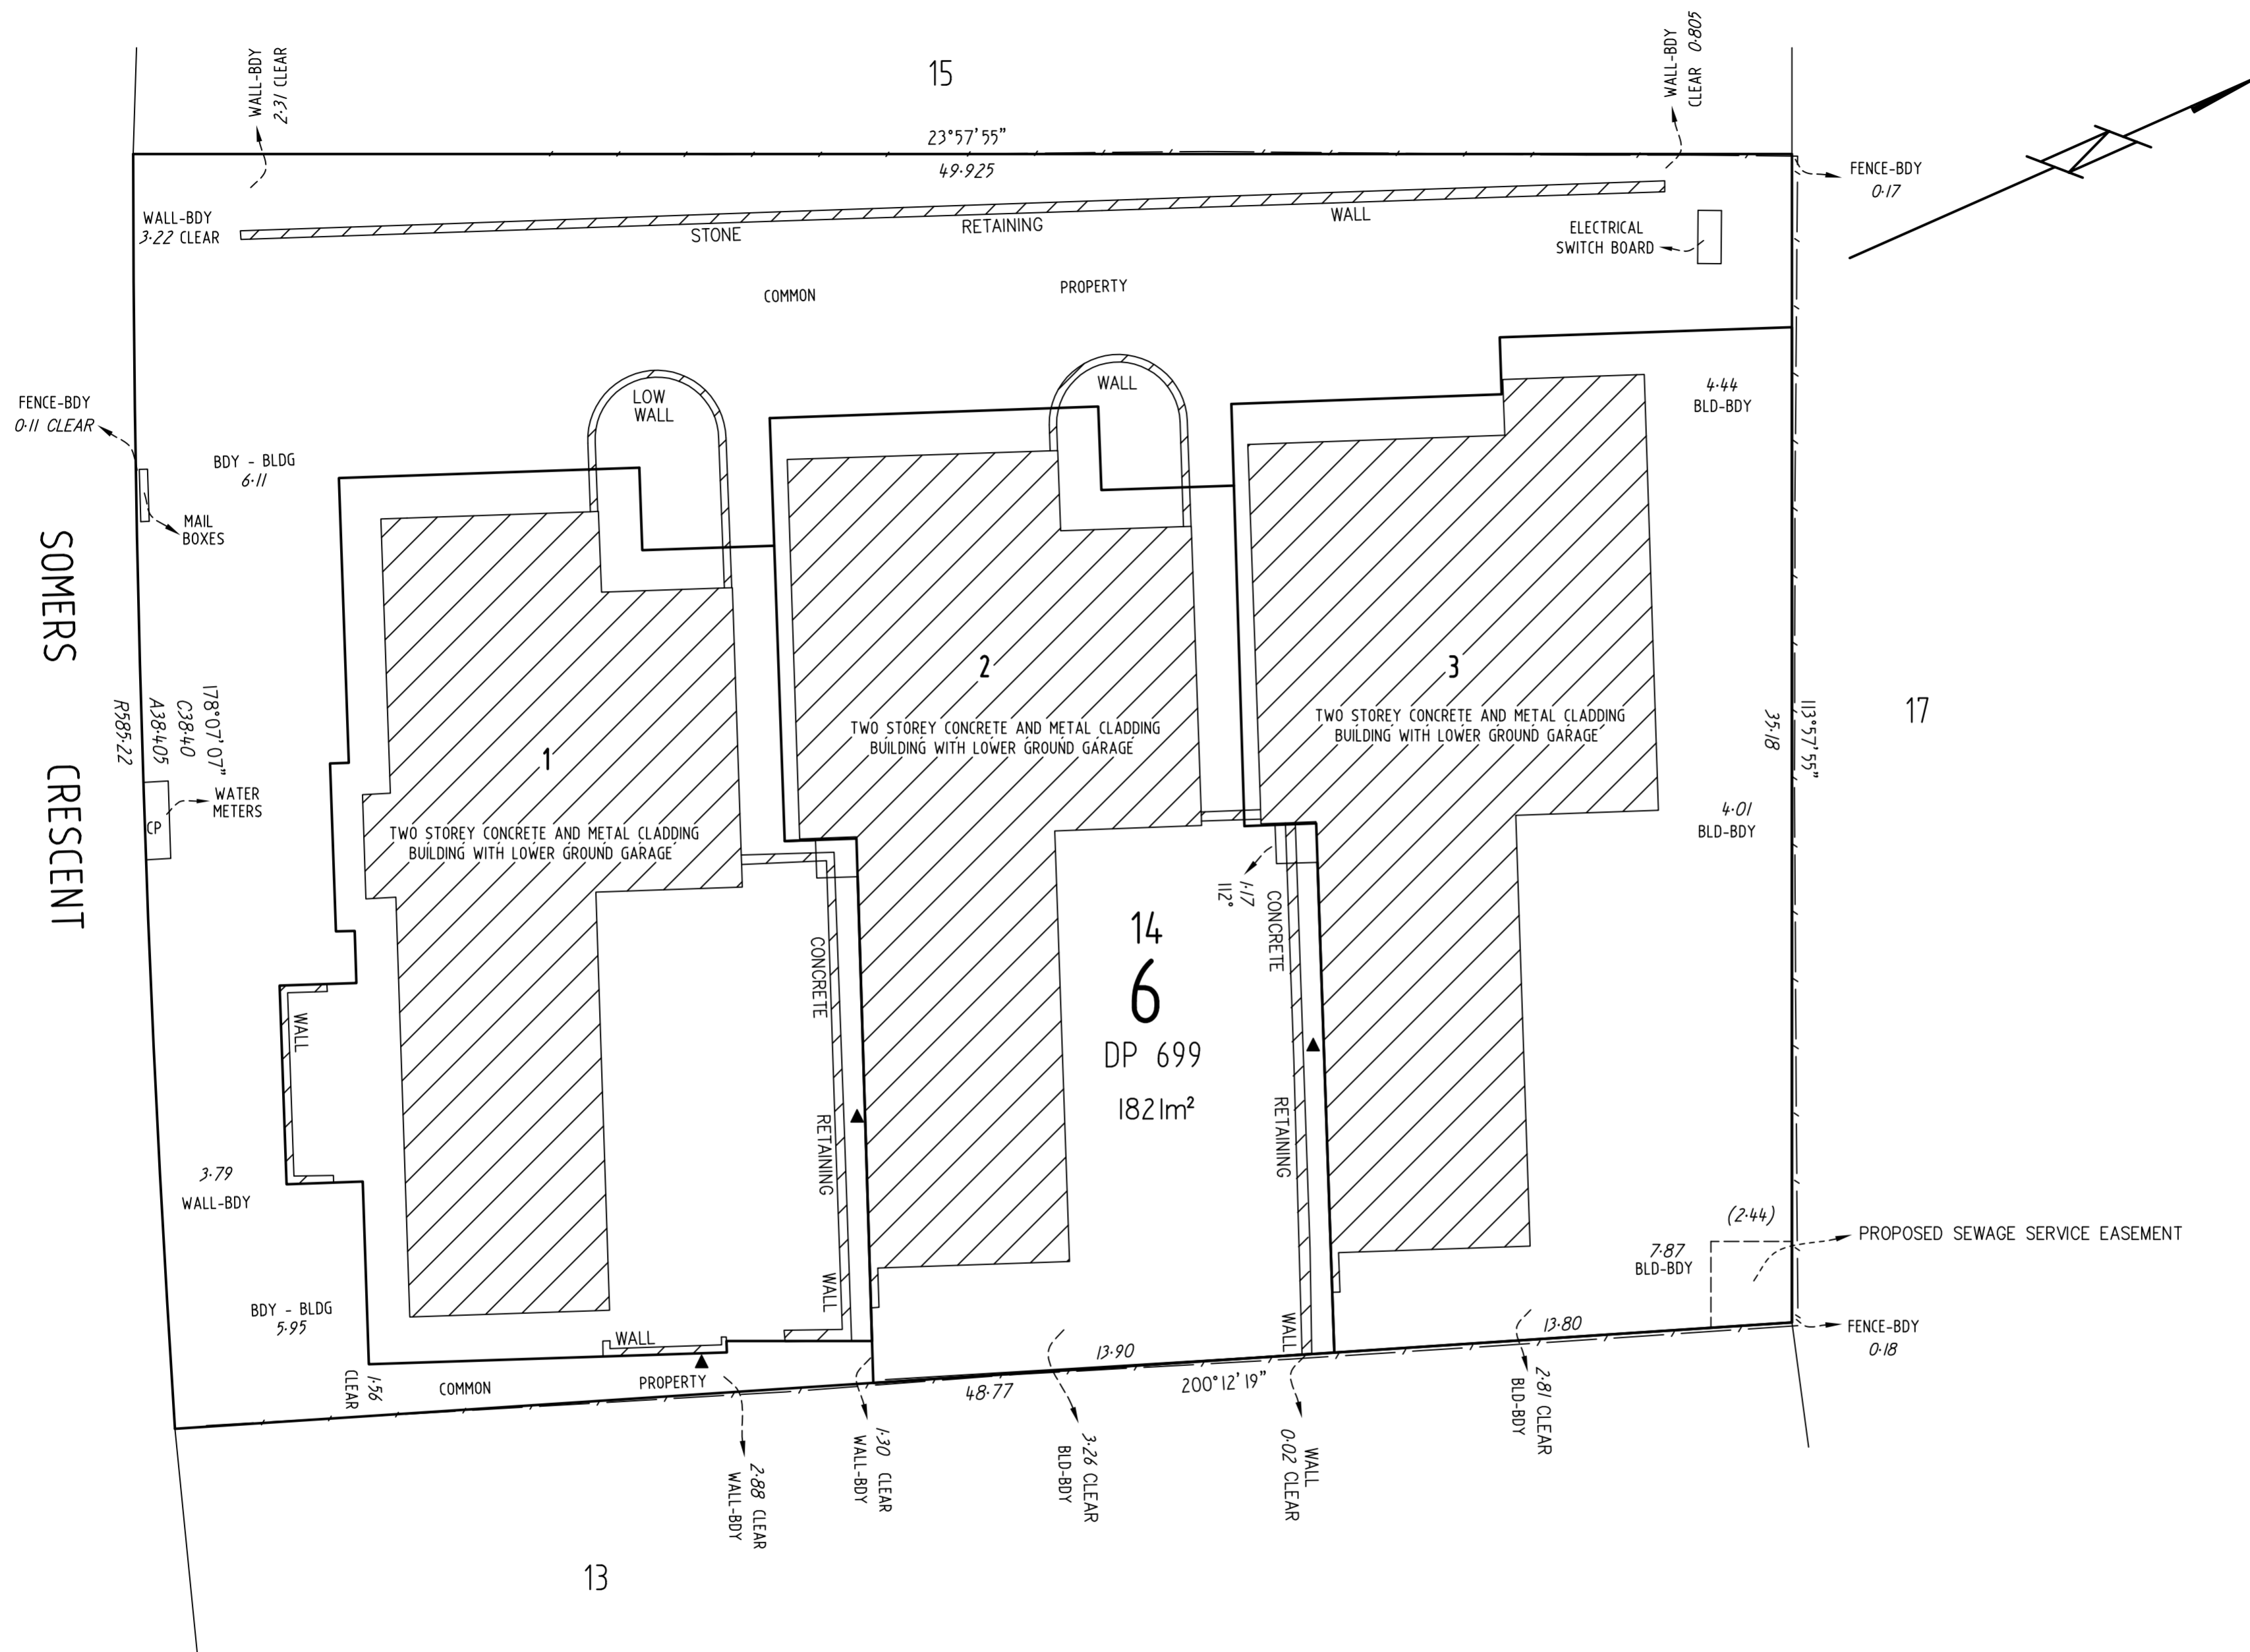 WALL-BDY
2·31 CLEAR
15
WALL-BDY
CLEAR 0·805
23°57'55"
49·925
FENCE-BDY
0·17
WALL-BDY
3·22 CLEAR
STONE RETAINING WALL
ELECTRICAL
SWITCH BOARD
COMMON PROPERTY
FENCE-BDY
0·11 CLEAR
LOW
WALL
WALL
4·44
BLD-BDY
BDY - BLDG
6·11
MAIL
BOXES
SOMERS CRESCENT
178°07'07"
C38·40
A38·405
R585·22
WATER
METERS
CP
1
TWO STOREY CONCRETE AND METAL CLADDING
BUILDING WITH LOWER GROUND GARAGE
2
TWO STOREY CONCRETE AND METAL CLADDING
BUILDING WITH LOWER GROUND GARAGE
3
TWO STOREY CONCRETE AND METAL CLADDING
BUILDING WITH LOWER GROUND GARAGE
113°57'55"
35·18
17
4·01
BLD-BDY
1·17
112°
CONCRETE RETAINING WALL
CONCRETE RETAINING WALL
14
6
DP 699
1821m²
WALL
3·79
WALL-BDY
(2·44)
PROPOSED SEWAGE SERVICE EASEMENT
7·87
BLD-BDY
BDY - BLDG
5·95
WALL
1·56
CLEAR
COMMON PROPERTY
13·90
13·80
FENCE-BDY
0·18
48·77
200°12'19"
2·88 CLEAR
WALL-BDY
1·30 CLEAR
WALL-BDY
3·26 CLEAR
BLD-BDY
WALL
0·02 CLEAR
2·81 CLEAR
BLD-BDY
13